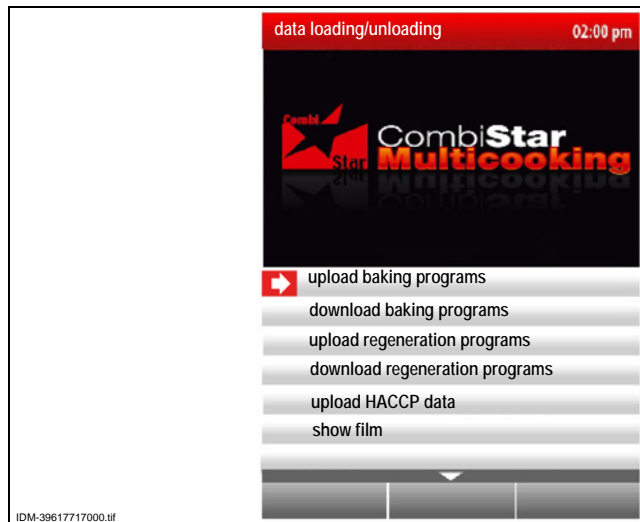 data loading/unloading 02:00 pm
Combi
Star
CombiStar
Multicooking
upload baking programs
download baking programs
upload regeneration programs
download regeneration programs
upload HACCP data
show film
IDM-39617717000.tif